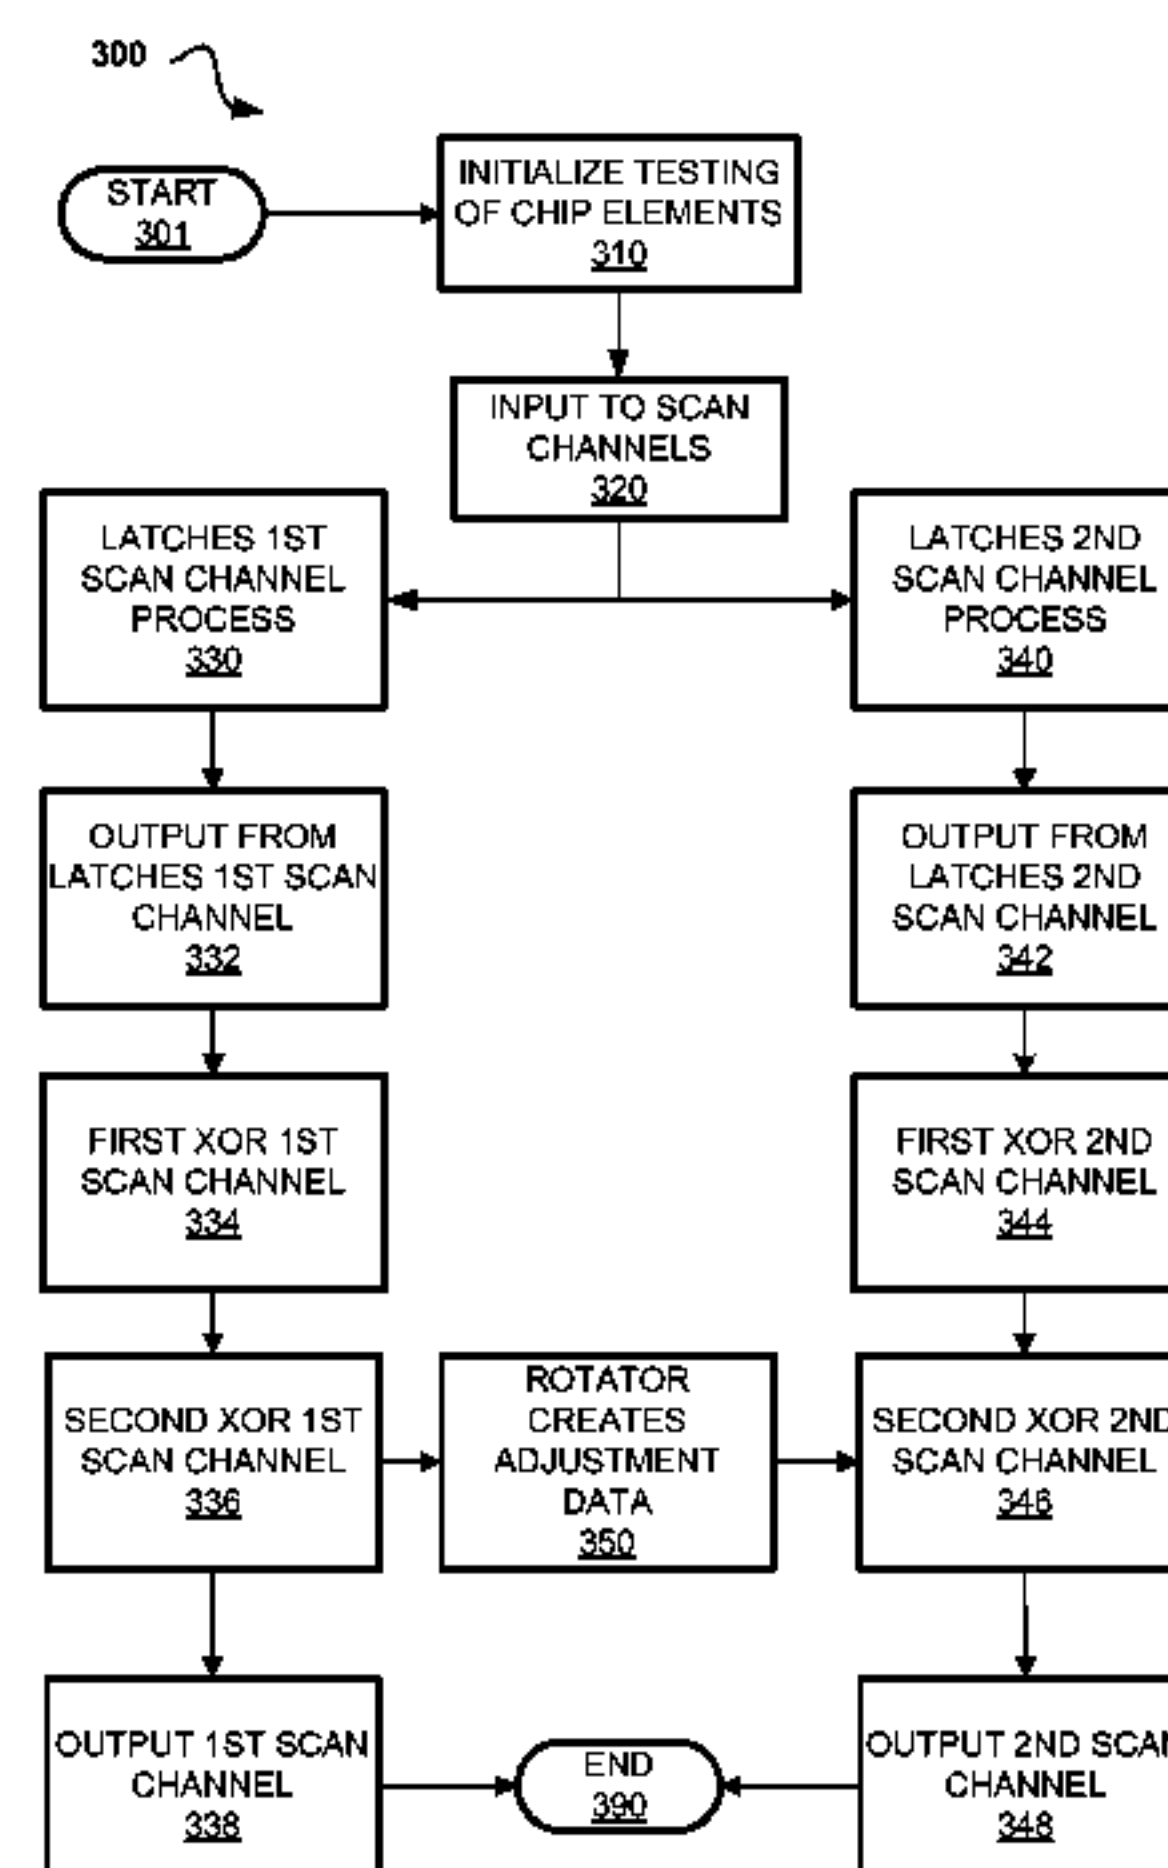 300
START
301
INITIALIZE TESTING
OF CHIP ELEMENTS
310
INPUT TO SCAN
CHANNELS
320
LATCHES 1ST
SCAN CHANNEL
PROCESS
330
LATCHES 2ND
SCAN CHANNEL
PROCESS
340
OUTPUT FROM
LATCHES 1ST SCAN
CHANNEL
332
OUTPUT FROM
LATCHES 2ND
SCAN CHANNEL
342
FIRST XOR 1ST
SCAN CHANNEL
334
FIRST XOR 2ND
SCAN CHANNEL
344
SECOND XOR 1ST
SCAN CHANNEL
336
ROTATOR
CREATES
ADJUSTMENT
DATA
350
SECOND XOR 2ND
SCAN CHANNEL
346
OUTPUT 1ST SCAN
CHANNEL
338
END
390
OUTPUT 2ND SCAN
CHANNEL
348